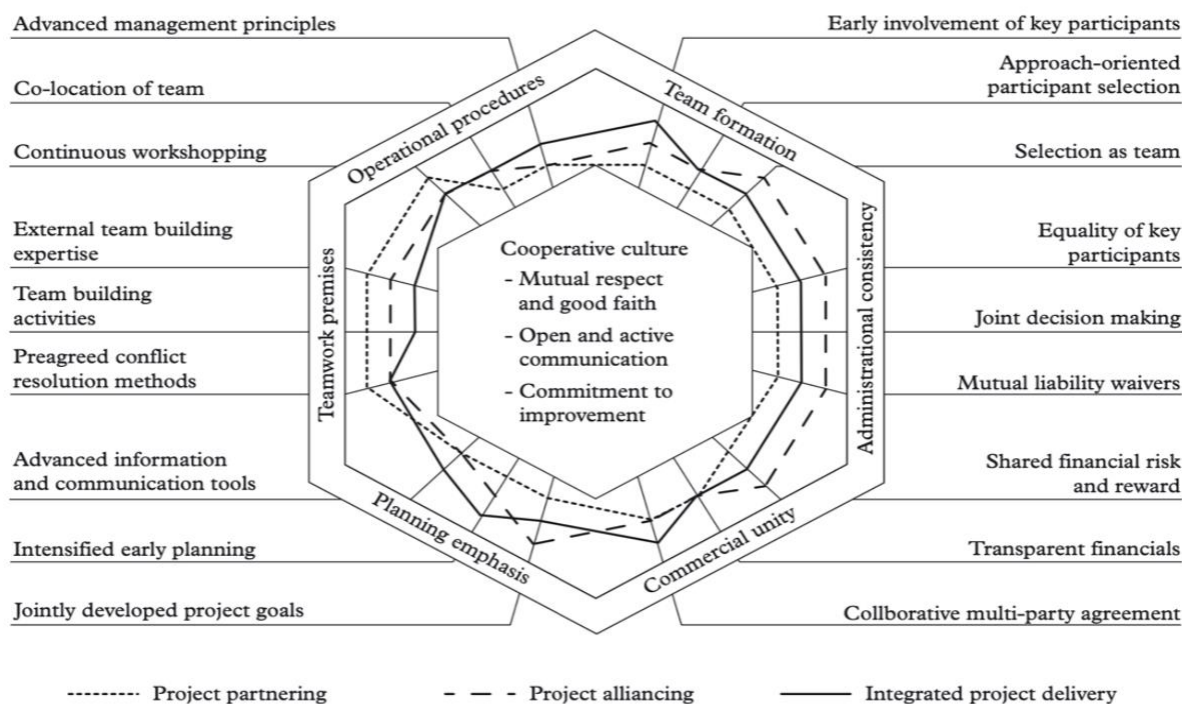 Advanced management principles
Co-location of team
Continuous workshopping
External team building
expertise
Team building
activities
Preagreed conflict
resolution methods
Advanced information
and communication tools
Intensified early planning
Jointly developed project goals
Operational procedures
Team formation
Teamwork premises
Administrational consistency
Planning emphasis
Commercial unity
Cooperative culture
- Mutual respect
and good faith
- Open and active
communication
- Commitment to
improvement
Early involvement of key participants
Approach-oriented
participant selection
Selection as team
Equality of key
participants
Joint decision making
Mutual liability waivers
Shared financial risk
and reward
Transparent financials
Collborative multi-party agreement
Project partnering
Project alliancing
Integrated project delivery